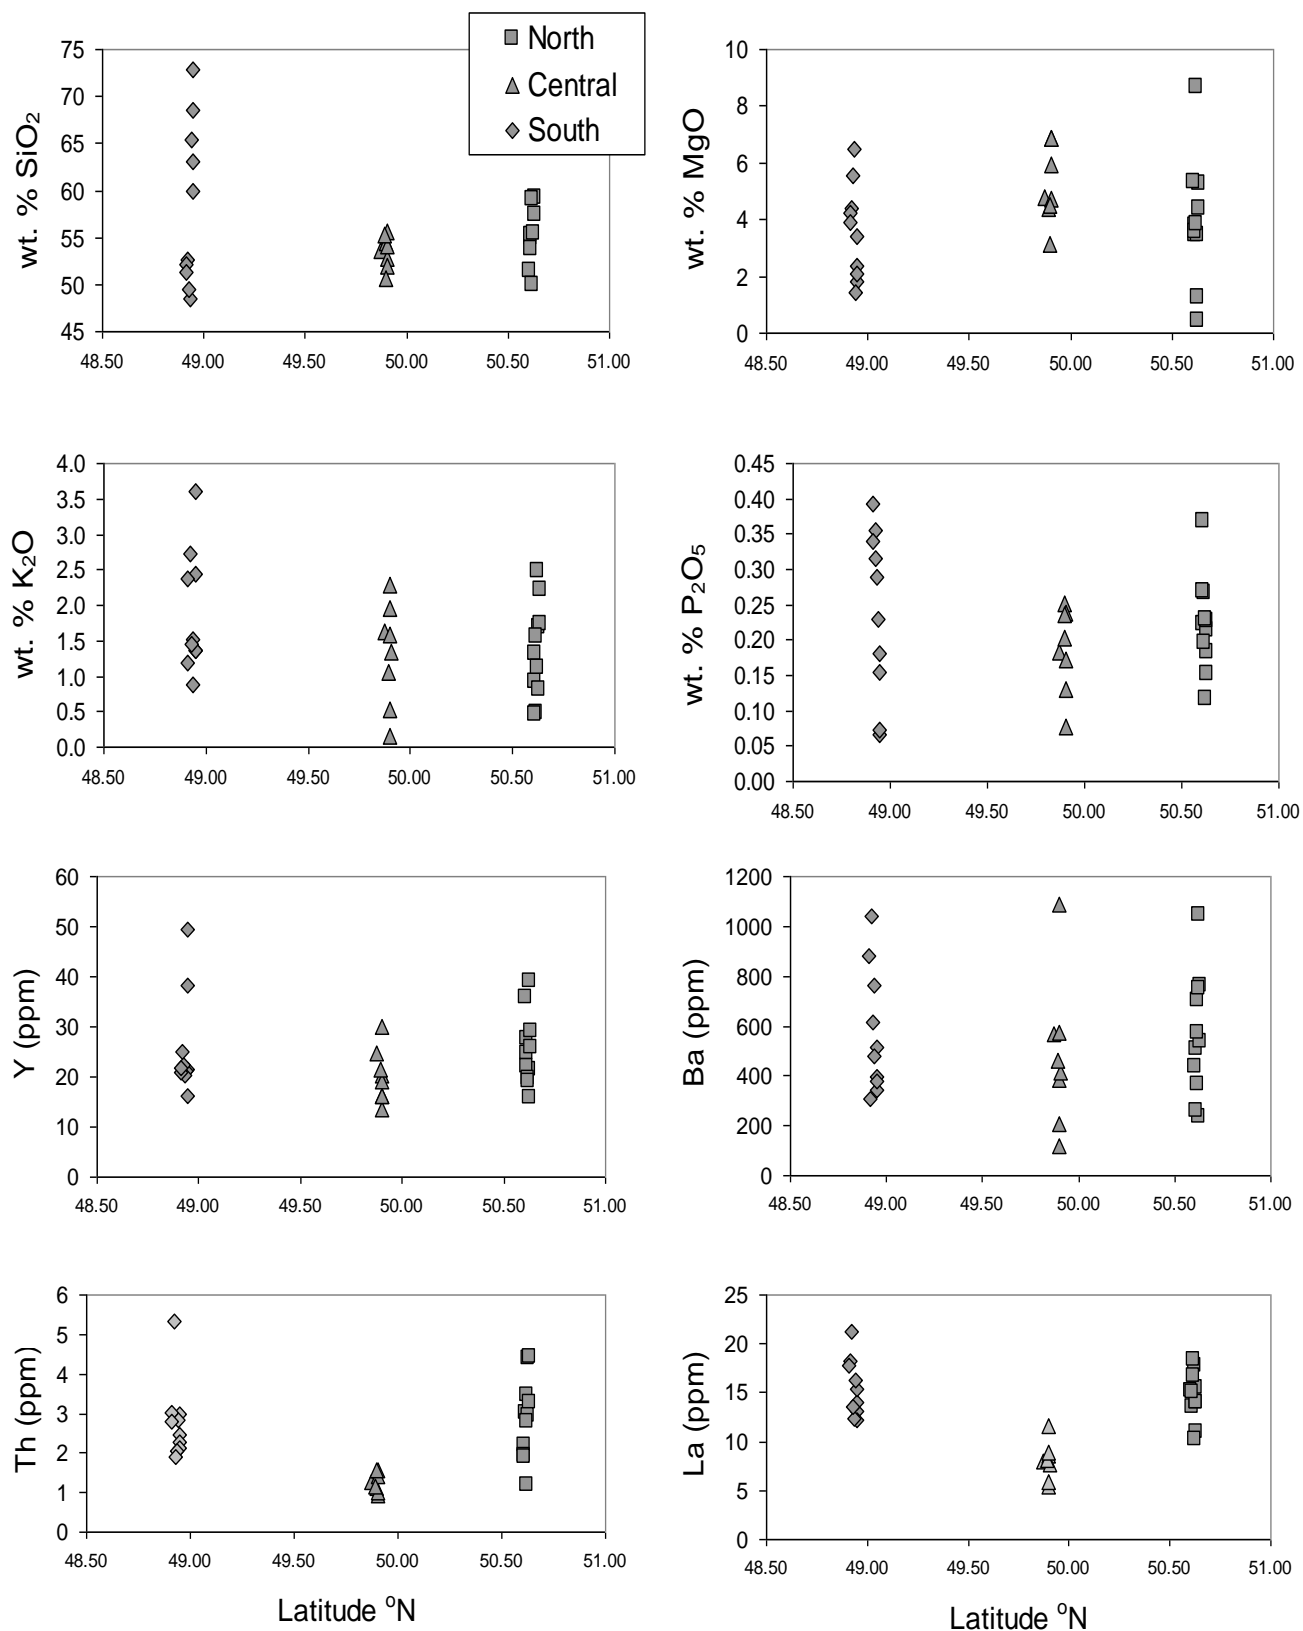 North
Central
South
wt. % SiO₂
75
70
65
60
55
50
45
48.50 49.00 49.50 50.00 50.50 51.00
wt. % MgO
10
8
6
4
2
0
48.50 49.00 49.50 50.00 50.50 51.00
wt. % K₂O
4.0
3.5
3.0
2.5
2.0
1.5
1.0
0.5
0.0
48.50 49.00 49.50 50.00 50.50 51.00
wt. % P₂O₅
0.45
0.40
0.35
0.30
0.25
0.20
0.15
0.10
0.05
0.00
48.50 49.00 49.50 50.00 50.50 51.00
Y (ppm)
60
50
40
30
20
10
0
48.50 49.00 49.50 50.00 50.50 51.00
Ba (ppm)
1200
1000
800
600
400
200
0
48.50 49.00 49.50 50.00 50.50 51.00
Th (ppm)
6
5
4
3
2
1
0
48.50 49.00 49.50 50.00 50.50 51.00
Latitude °N
La (ppm)
25
20
15
10
5
0
48.50 49.00 49.50 50.00 50.50 51.00
Latitude °N